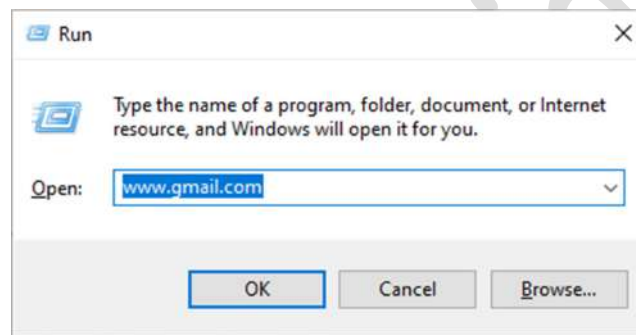 Run
Type the name of a program, folder, document, or Internet
resource, and Windows will open it for you.
Open: www.gmail.com
OK Cancel Browse...